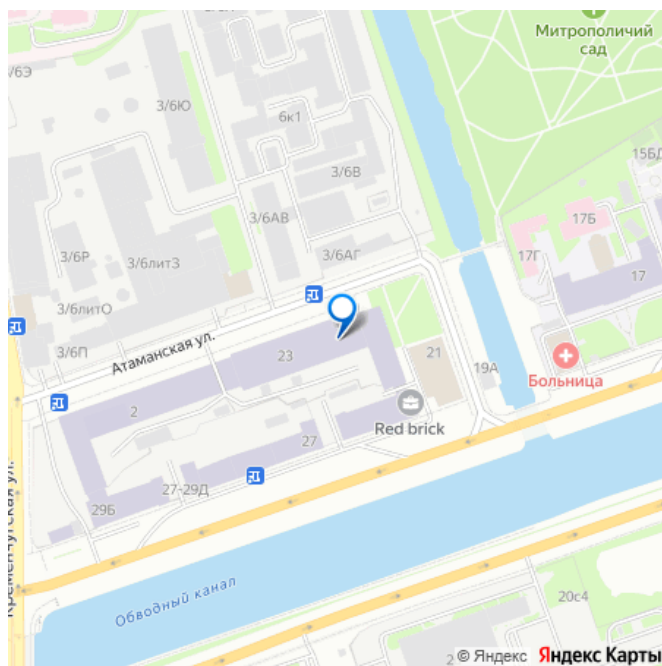 Митрополичий
сад
3/6Э
3/6Ю
6к1
15БД
3/6В
17Б
3/6АВ
17Г
3/6Р
3/6литЗ
3/6АГ
17
3/6литО
3/6П
Атаманская ул.
23
21
19А
Больница
2
Red brick
27
27-29Д
29Б
Кременчугская ул.
Обводный канал
20с4
2
© Яндекс Яндекс Карты